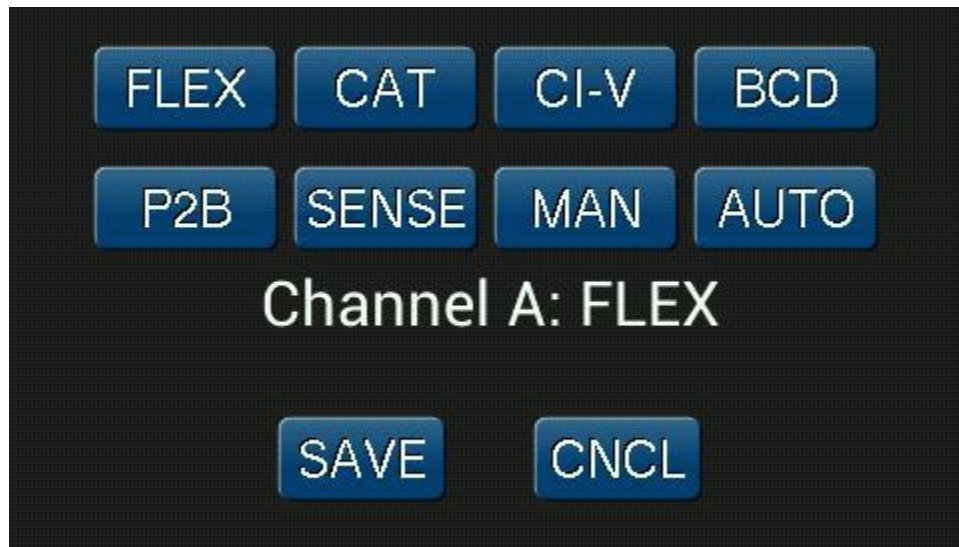 FLEX CAT CI-V BCD
P2B SENSE MAN AUTO
Channel A: FLEX
SAVE CNCL